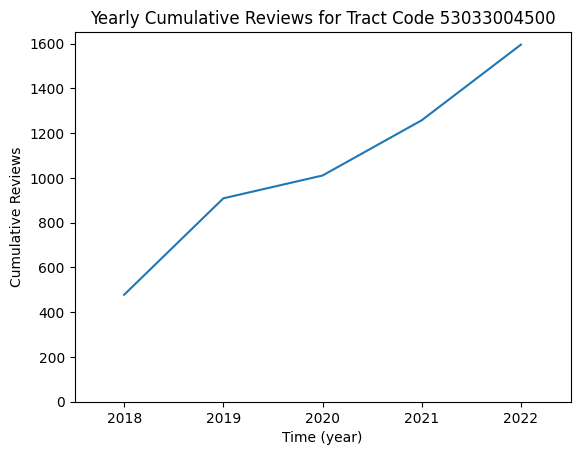 Yearly Cumulative Reviews for Tract Code 53033004500
Cumulative Reviews
1600
1400
1200
1000
800
600
400
200
0
2018 2019 2020 2021 2022
Time (year)